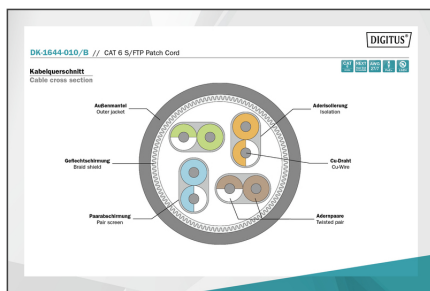 DIGITUS®
DK-1644-010/B // CAT 6 S/FTP Patch Cord
Kabelquerschnitt
Cable cross section
Außenmantel
Outer jacket
Aderisolierung
Isolation
Geflechtschirmung
Braid shield
Cu-Draht
Cu-Wire
Paarabschirmung
Pair screen
Adernpaare
Twisted pair